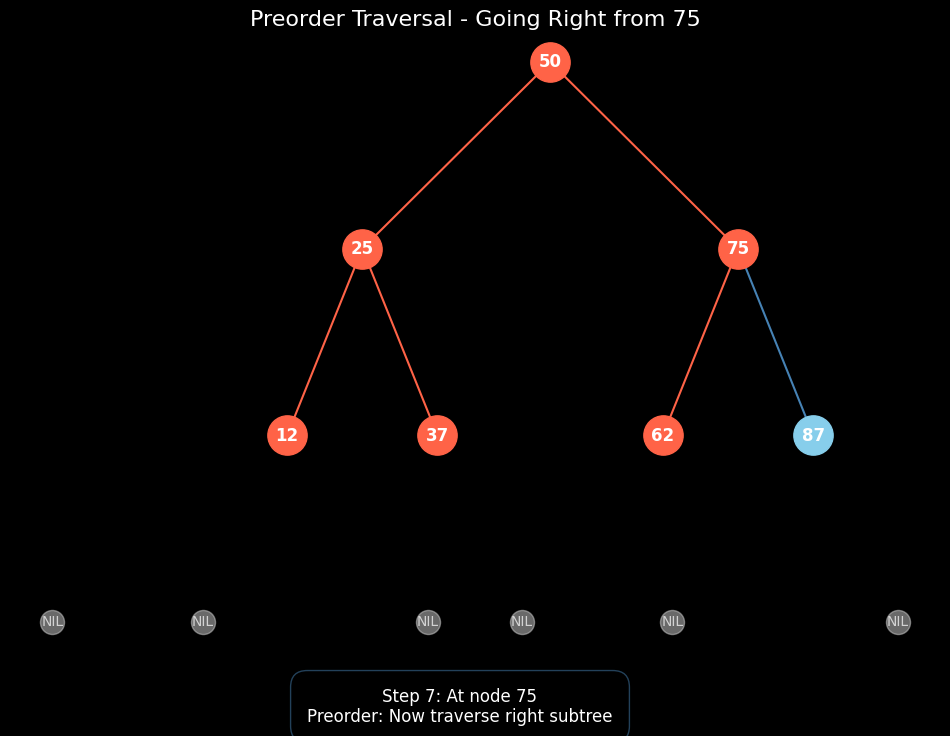 Preorder Traversal - Going Right from 75
50
25
75
12
37
62
87
NIL
NIL
NIL
NIL
NIL
NIL
Step 7: At node 75
Preorder: Now traverse right subtree